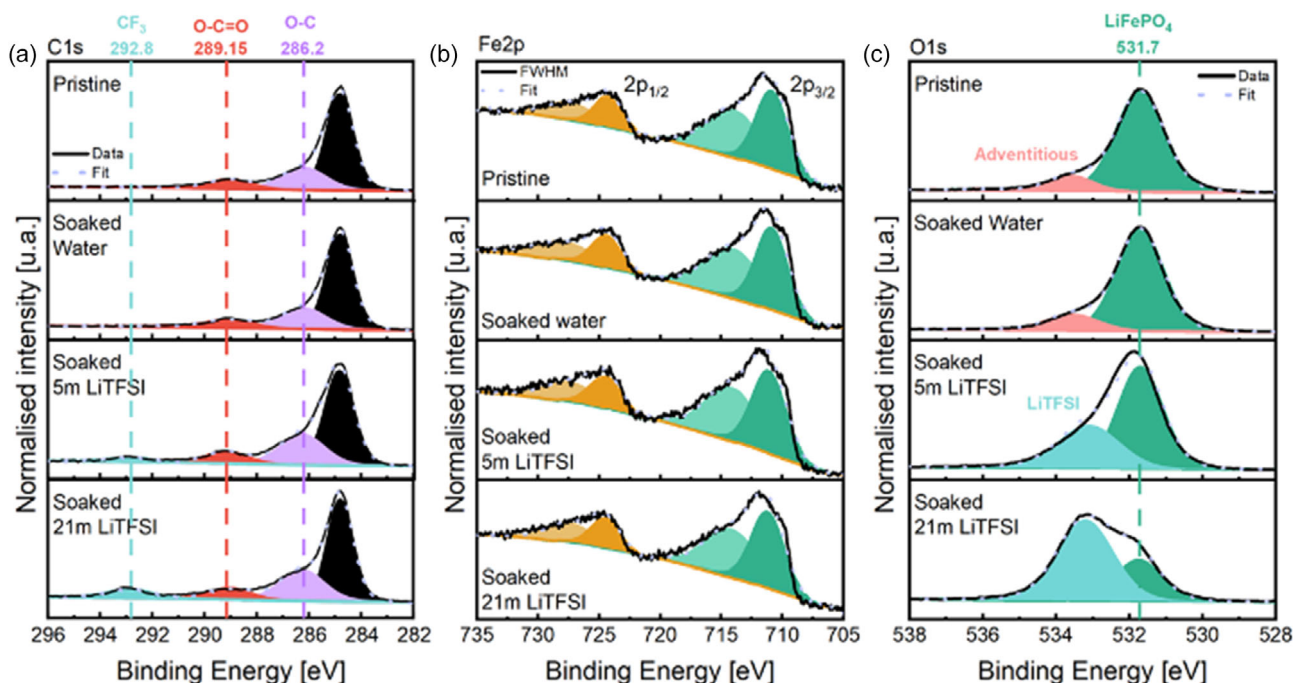 (a)
CF3
292.8
O-C=O
289.15
O-C
286.2
C1s
Pristine
Data
Fit
Soaked
Water
Soaked
5m LiTFSI
Soaked
21m LiTFSI
Normalised intensity [u.a.]
296 294 292 290 288 286 284 282
Binding Energy [eV]
(b)
Fe2p
FWHM
Fit
2p1/2
2p3/2
Pristine
Soaked water
Soaked
5m LiTFSI
Soaked
21m LiTFSI
Normalised intensity [u.a.]
735 730 725 720 715 710 705
Binding Energy [eV]
(c)
LiFePO4
531.7
O1s
Pristine
Data
Fit
Adventitious
Soaked Water
Soaked
5m LiTFSI
LiTFSI
Soaked
21m LiTFSI
Normalised intensity [u.a.]
538 536 534 532 530 528
Binding Energy [eV]